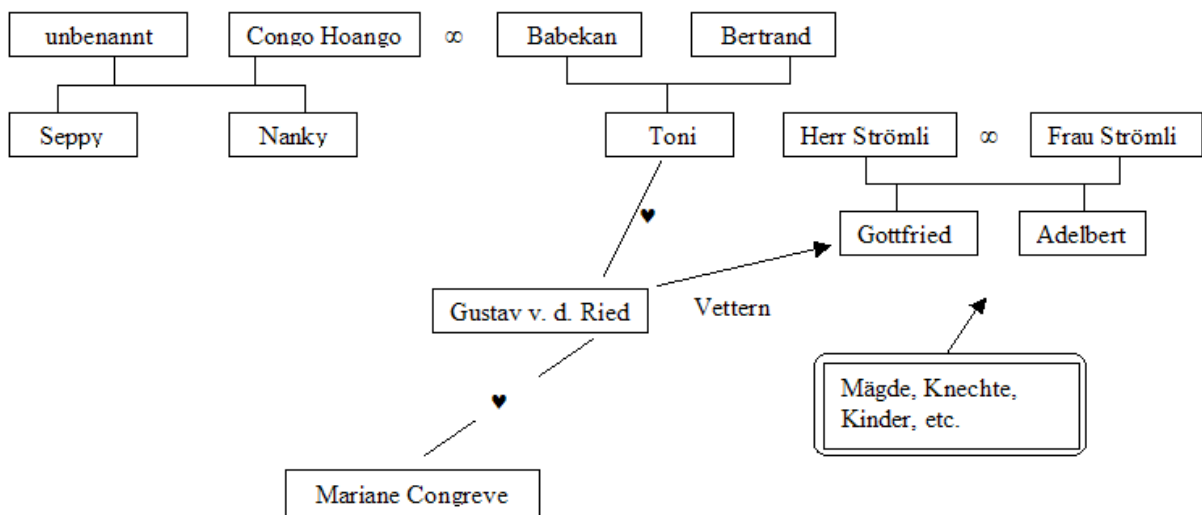 unbenannt
Congo Hoango
∞
Babekan
Bertrand
Seppy
Nanky
Toni
Herr Strömli
∞
Frau Strömli
Gottfried
Adelbert
Gustav v. d. Ried
Vettern
Mägde, Knechte,
Kinder, etc.
Mariane Congreve